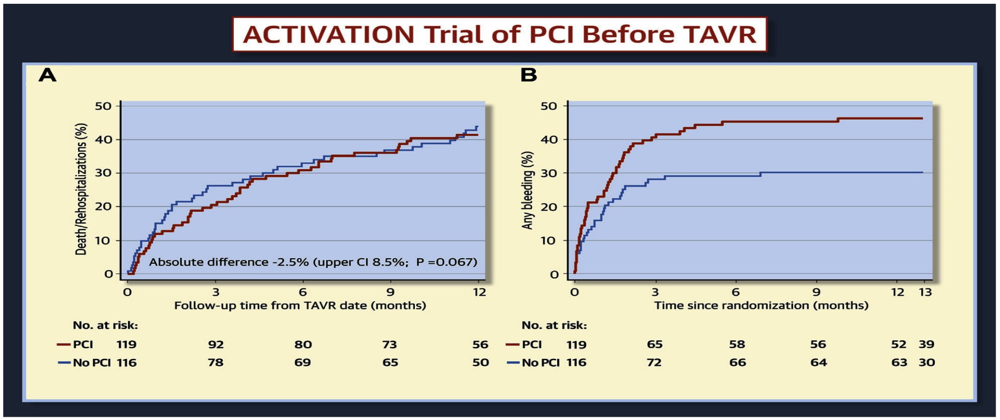 ACTIVATION Trial of PCI Before TAVR
A
50
40
30
20
10
0
Death/Rehospitalizations (%)
Absolute difference -2.5% (upper CI 8.5%; P =0.067)
0 3 6 9 12
Follow-up time from TAVR date (months)
No. at risk:
PCI 119 92 80 73 56
No PCI 116 78 69 65 50
B
50
40
30
20
10
0
Any bleeding (%)
0 3 6 9 12 13
Time since randomization (months)
No. at risk:
PCI 119 65 58 56 52 39
No PCI 116 72 66 64 63 30